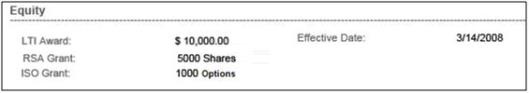 Equity
LTI Award: $ 10,000.00 Effective Date: 3/14/2008
RSA Grant: 5000 Shares
ISO Grant: 1000 Options